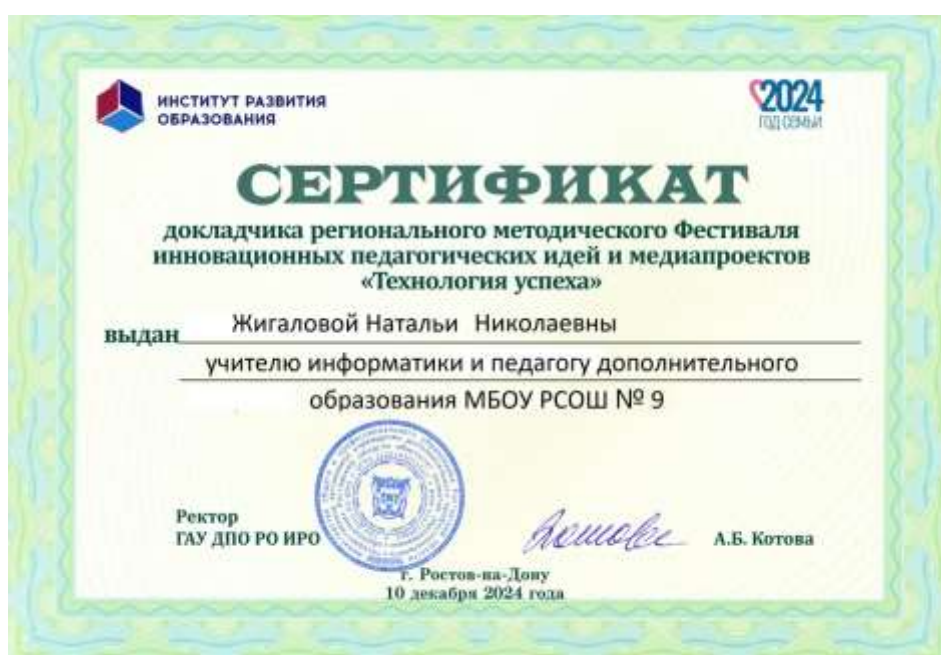 ИНСТИТУТ РАЗВИТИЯ
ОБРАЗОВАНИЯ
2024
ГОД СЕМЬИ
СЕРТИФИКАТ
докладчика регионального методического Фестиваля
инновационных педагогических идей и медиапроектов
«Технология успеха»
выдан Жигаловой Натальи Николаевны
учителю информатики и педагогу дополнительного
образования МБОУ РСОШ № 9
Ректор
ГАУ ДПО РО ИРО
А.Б. Котова
г. Ростов-на-Дону
10 декабря 2024 года